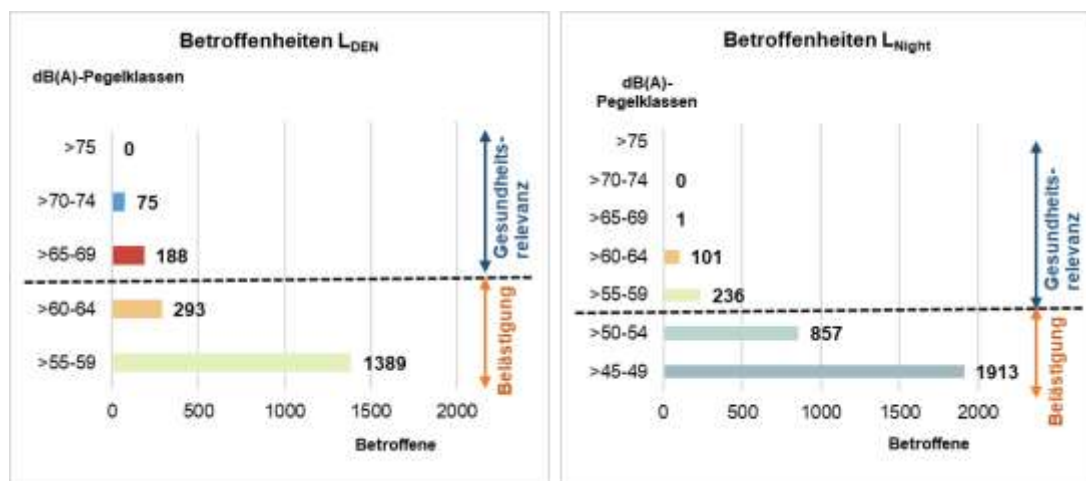 Betroffenheiten LDEN
dB(A)-Pegelklassen
>75 0
>70-74 75
>65-69 188
>60-64 293
>55-59 1389
0 500 1000 1500 2000
Betroffene
Gesundheits-
relevanz
Belästigung
Betroffenheiten LNight
dB(A)-
Pegelklassen
>75
>70-74 0
>65-69 1
>60-64 101
>55-59 236
>50-54 857
>45-49 1913
0 500 1000 1500 2000
Betroffene
Gesundheits-
relevanz
Belästigung